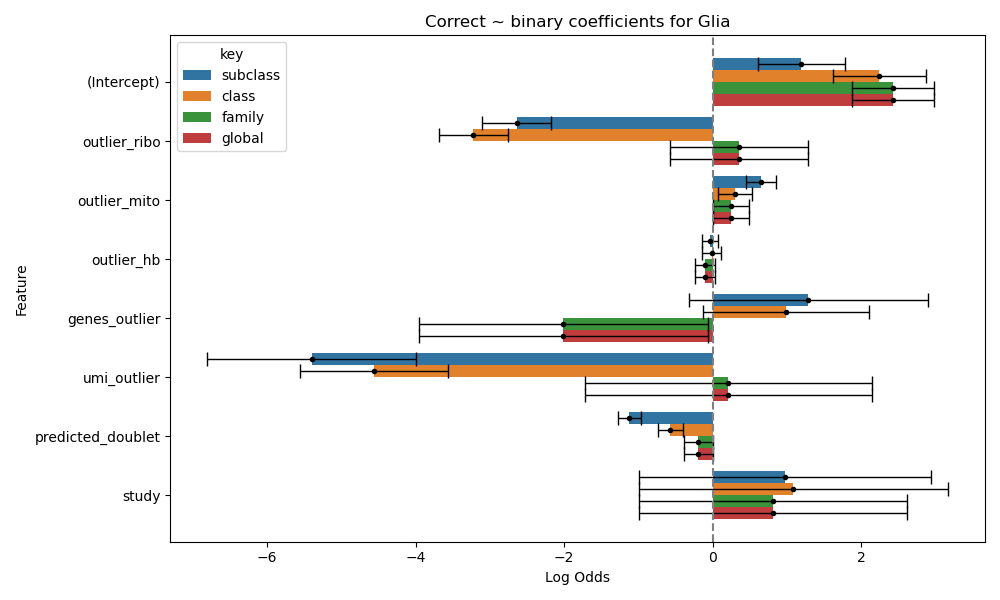 Correct ~ binary coefficients for Glia
key
subclass
class
family
global
(Intercept)
outlier_ribo
outlier_mito
outlier_hb
genes_outlier
umi_outlier
predicted_doublet
study
Feature
−6
−4
−2
0
2
Log Odds